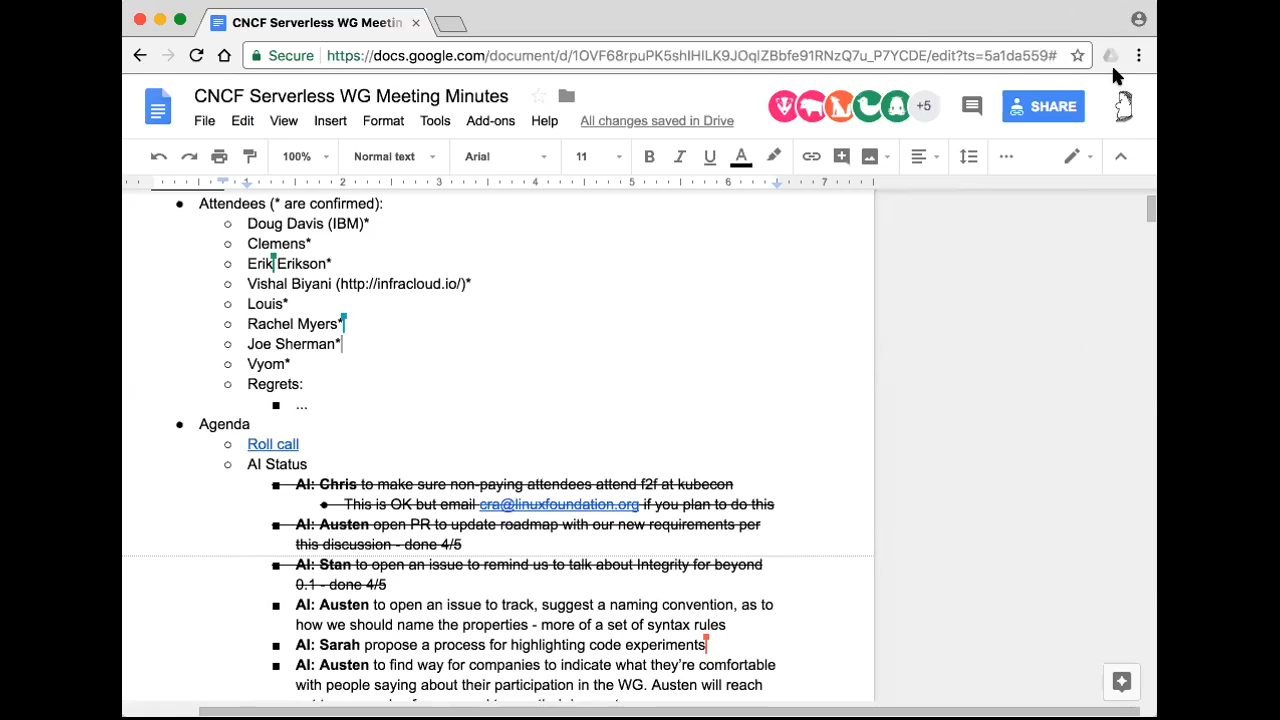 CNCF Serverless WG Meetin
Secure
https://docs.google.com/document/d/1OVF68rpuPK5shIHlLK9JOqlZBbfe91RNzQ7u_P7YCDE/edit?ts=5a1da559#
CNCF Serverless WG Meeting Minutes
+5
SHARE
File Edit View Insert Format Tools Add-ons Help All changes saved in Drive
100% Normal text Arial 11 B I U A
1 2 3 4 5 6 7
Attendees (* are confirmed):
Doug Davis (IBM)*
Clemens*
Erik Erikson*
Vishal Biyani (http://infracloud.io/)*
Louis*
Rachel Myers*
Joe Sherman*
Vyom*
Regrets:
...
Agenda
Roll call
AI Status
AI: Chris to make sure non-paying attendees attend f2f at kubecon
This is OK but email cra@linuxfoundation.org if you plan to do this
AI: Austen open PR to update roadmap with our new requirements per
this discussion - done 4/5
AI: Stan to open an issue to remind us to talk about Integrity for beyond
0.1 - done 4/5
AI: Austen to open an issue to track, suggest a naming convention, as to
how we should name the properties - more of a set of syntax rules
AI: Sarah propose a process for highlighting code experiments
AI: Austen to find way for companies to indicate what they're comfortable
with people saying about their participation in the WG. Austen will reach